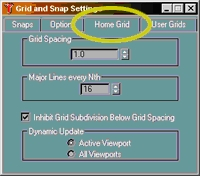 Grid and Snap Settings
Snaps Option Home Grid User Grids
Grid Spacing
1.0
Major Lines every Nth
16
Inhibit Grid Subdivision Below Grid Spacing
Dynamic Update
Active Viewport
All Viewports